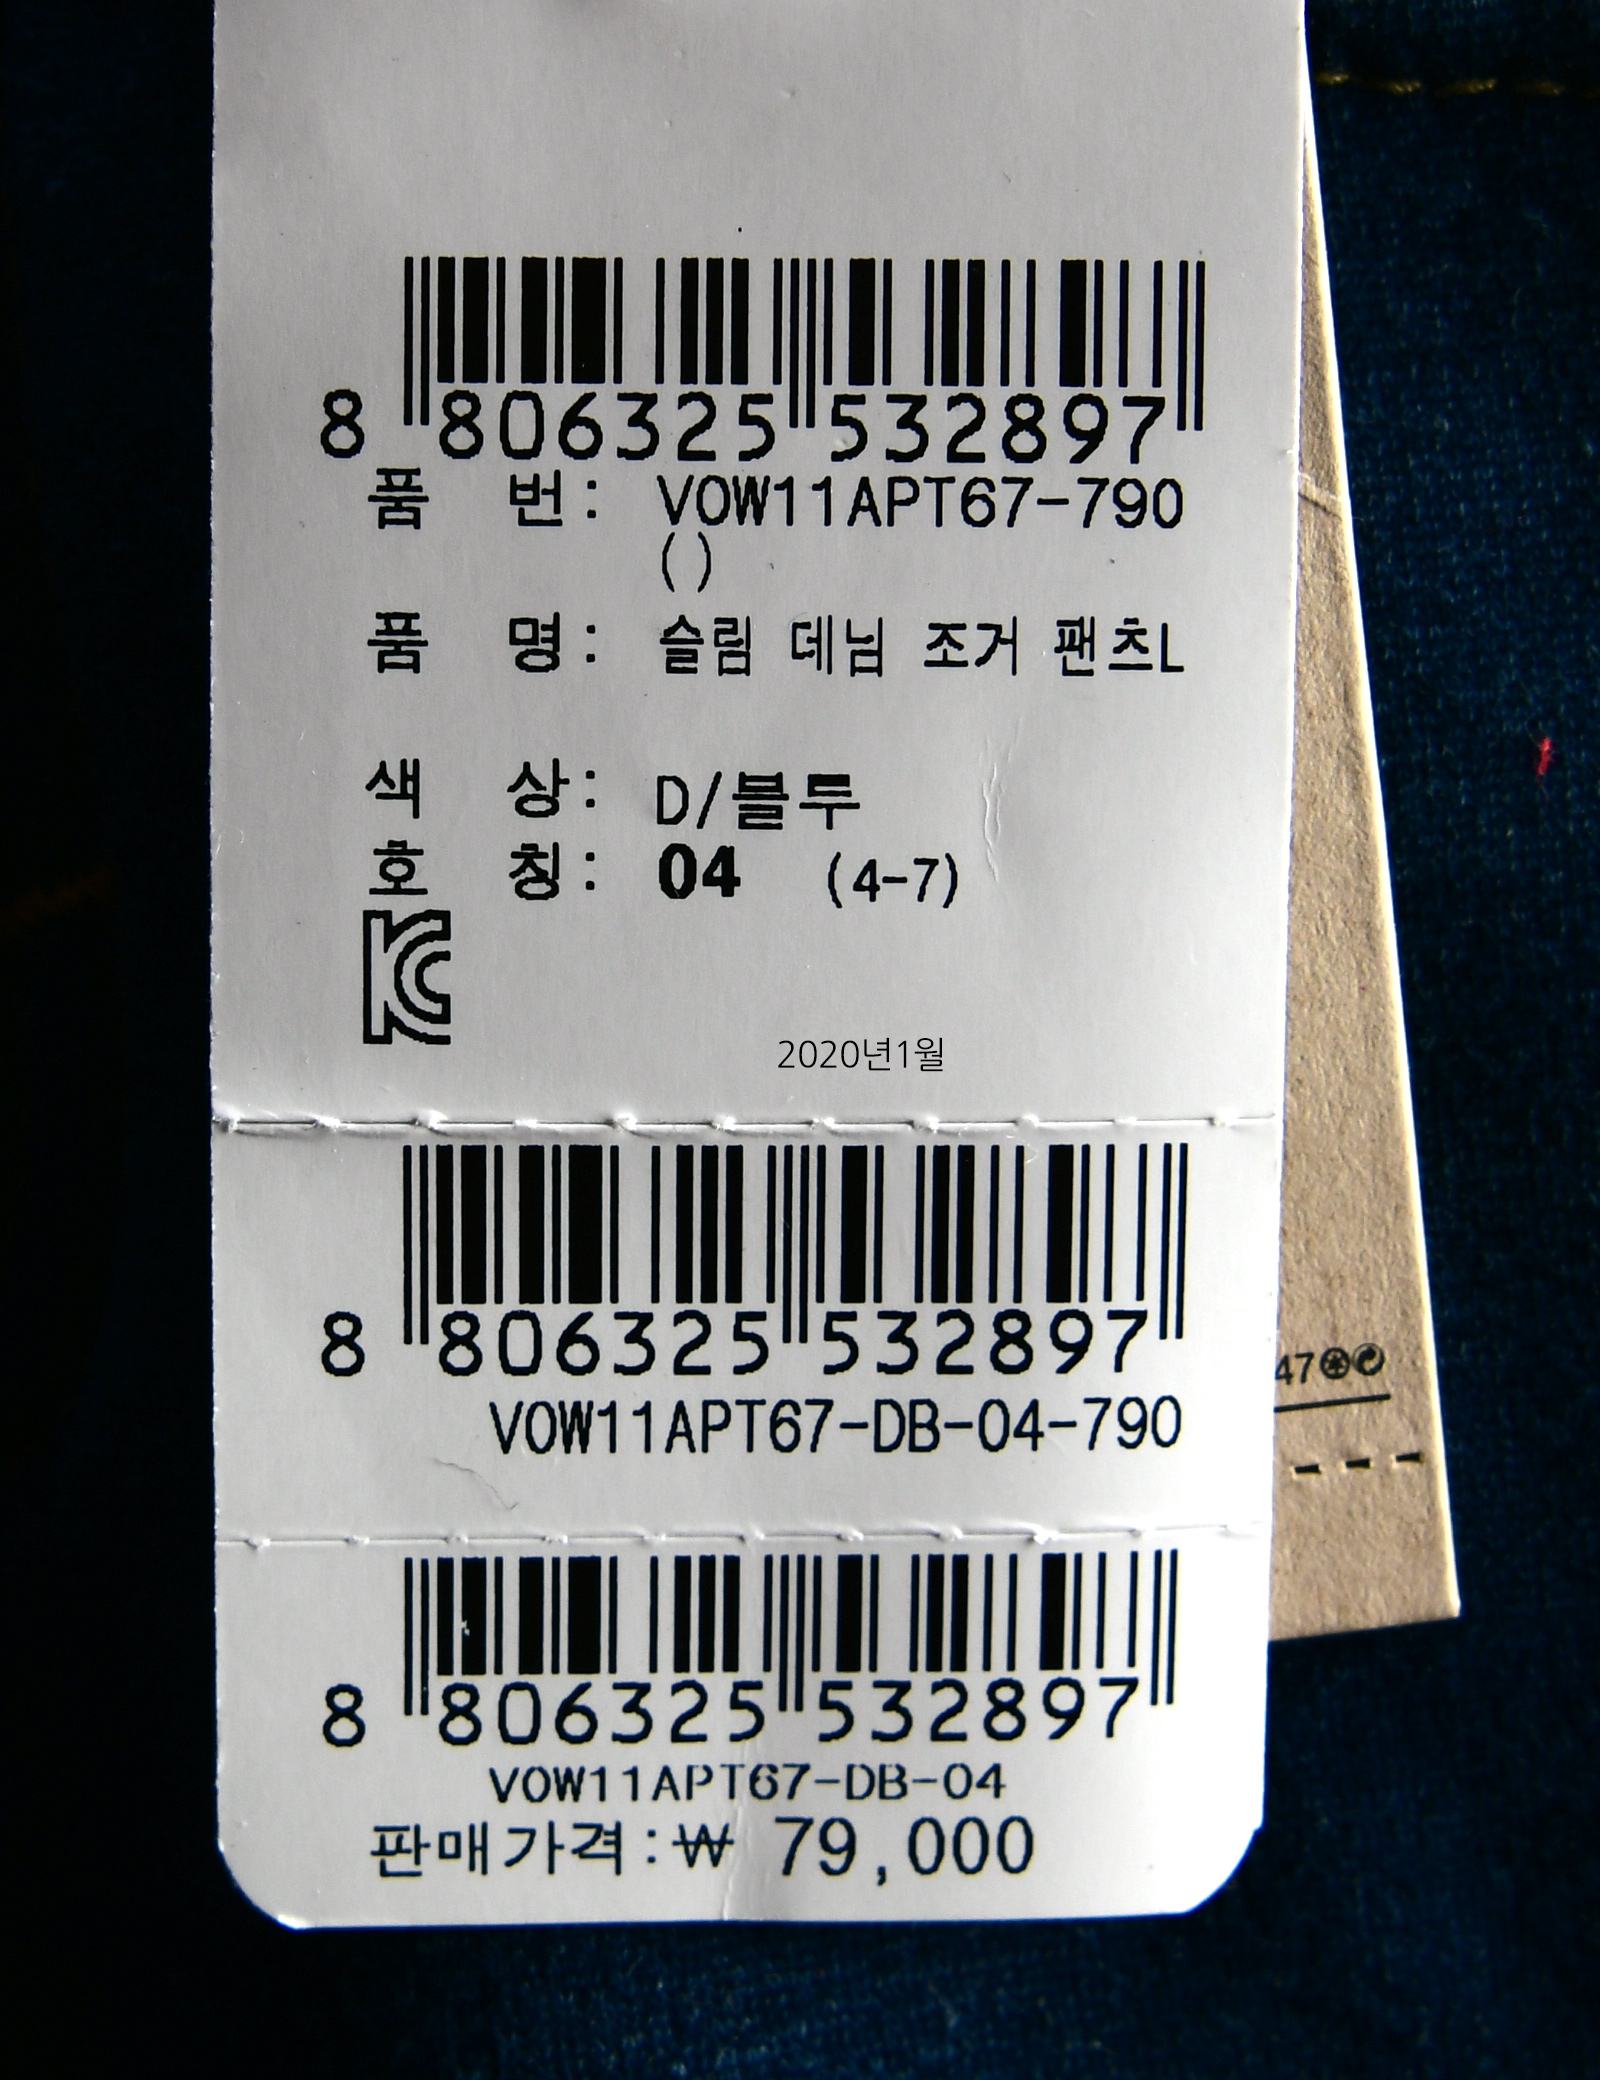 8 806325 532897
품 번: VOW11APT67-790
()
품 명: 슬림 데님 조거 팬츠L
색 상: D/블루
호 칭: 04 (4-7)
KC
2020년1월
8 806325 532897
VOW11APT67-DB-04-790
47
8 806325 532897
VOW11APT67-DB-04
판매가격:₩ 79,000